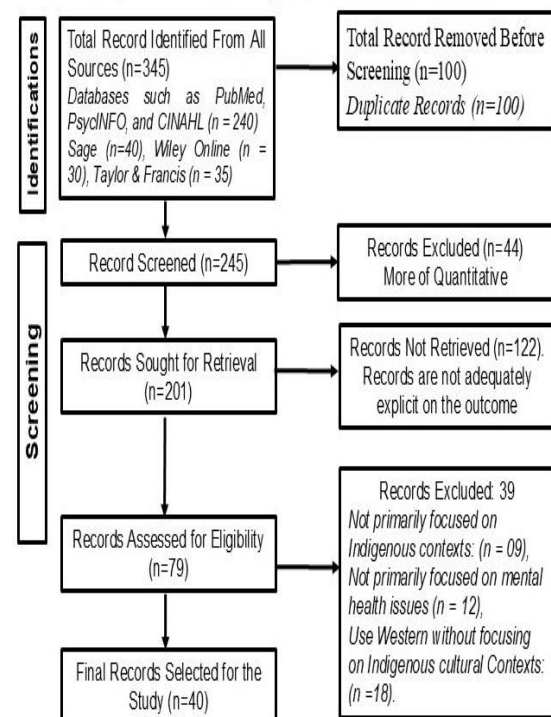 Identifications
Total Record Identified From All
Sources (n=345)
Databases such as PubMed,
PsycINFO, and CINAHL (n = 240)
Sage (n=40), Wiley Online (n =
30), Taylor & Francis (n = 35)
Total Record Removed Before
Screening (n=100)
Duplicate Records (n=100)
Screening
Record Screened (n=245)
Records Excluded (n=44)
More of Quantitative
Records Sought for Retrieval
(n=201)
Records Not Retrieved (n=122).
Records are not adequately
explicit on the outcome
Records Assessed for Eligibility
(n=79)
Records Excluded: 39
Not primarily focused on
Indigenous contexts: (n = 09),
Not primarily focused on mental
health issues (n = 12),
Use Western without focusing
on Indigenous cultural Contexts:
(n =18).
Final Records Selected for the
Study (n=40)